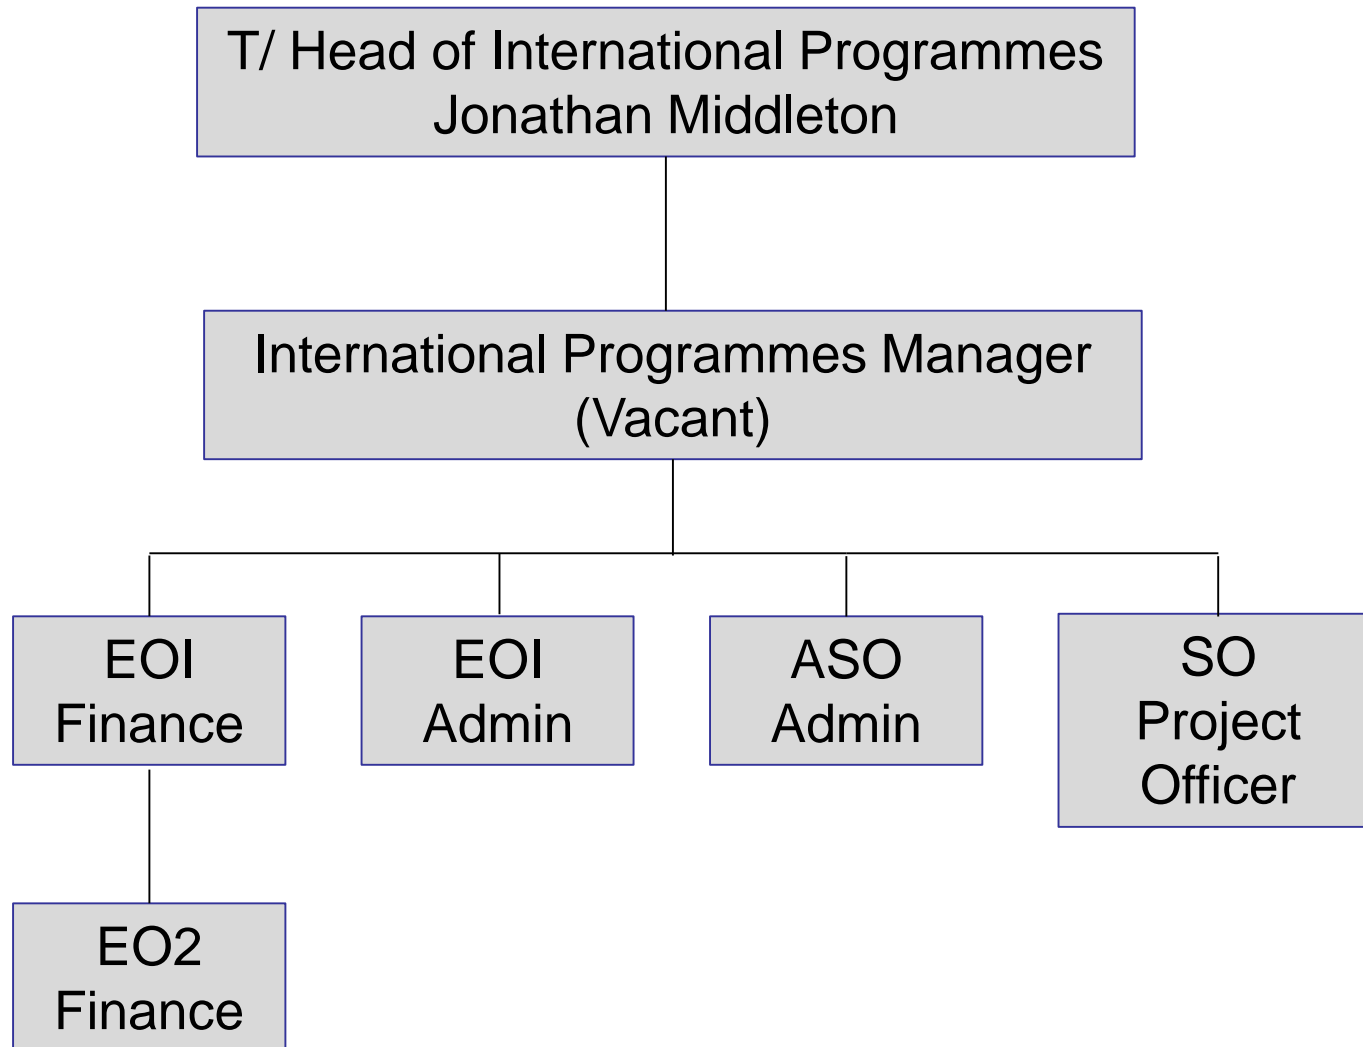 T/ Head of International Programmes
Jonathan Middleton
International Programmes Manager
(Vacant)
EOI
Finance
EOI
Admin
ASO
Admin
SO
Project
Officer
EO2
Finance